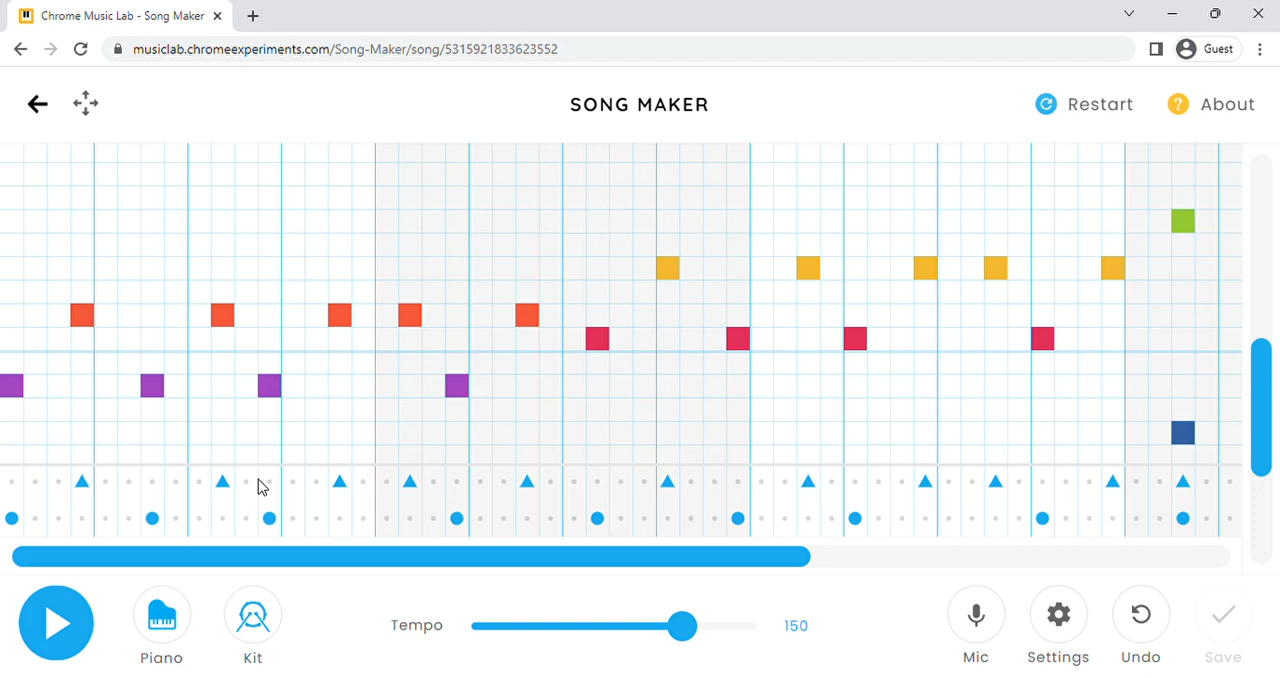 Chrome Music Lab - Song Maker
musiclab.chromeexperiments.com/Song-Maker/song/5315921833623552
Guest
SONG MAKER
Restart
? About
Tempo
150
Piano
Kit
Mic
Settings
Undo
Save